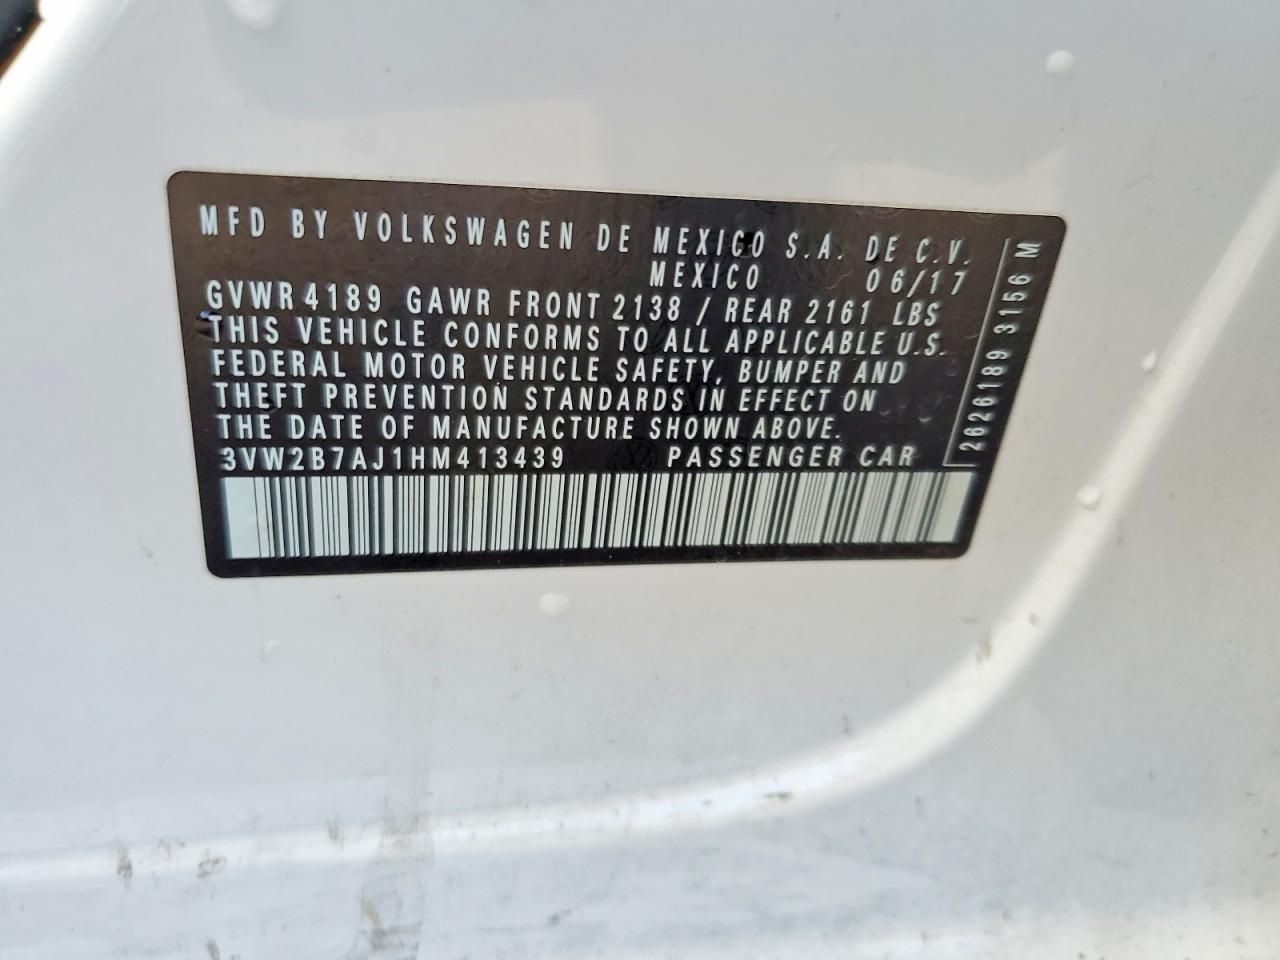 MFD BY VOLKSWAGEN DE MEXICO S.A. DE C.V.
MEXICO 06/17
GVWR 4189 GAWR FRONT 2138 / REAR 2161 LBS
THIS VEHICLE CONFORMS TO ALL APPLICABLE U.S.
FEDERAL MOTOR VEHICLE SAFETY, BUMPER AND
THEFT PREVENTION STANDARDS IN EFFECT ON
THE DATE OF MANUFACTURE SHOWN ABOVE.
3VW2B7AJ1HM413439 PASSENGER CAR
2626189 3156 M